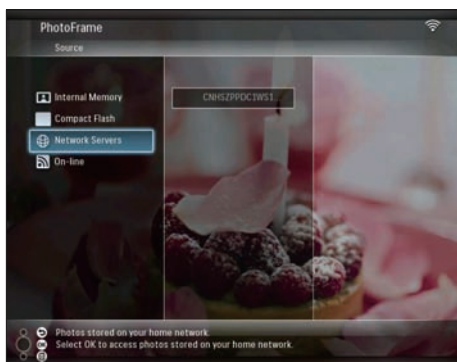 PhotoFrame
Source
Internal Memory
Compact Flash
CNHSZPPDC1WS1
Network Servers
On-line
Photos stored on your home network.
OK Select OK to access photos stored on your home network.